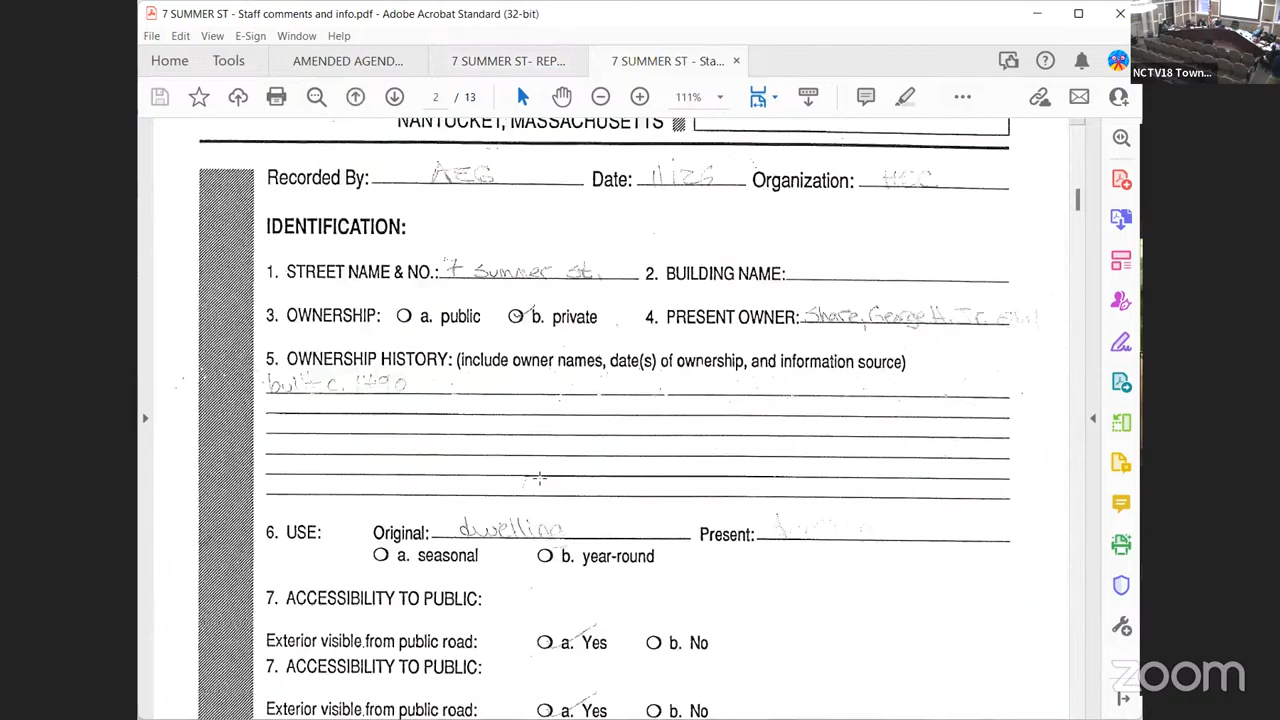 7 SUMMER ST - Staff comments and info.pdf - Adobe Acrobat Standard (32-bit)
File Edit View E-Sign Window Help
Home Tools AMENDED AGEND... 7 SUMMER ST- REP... 7 SUMMER ST - Sta...
NCTV18 Town...
2 / 13 111%
NANTUCKET, MASSACHUSETTS
Recorded By: AEG Date: Organization: HCC
IDENTIFICATION:
1. STREET NAME & NO.: 7 Summer St. 2. BUILDING NAME:
3. OWNERSHIP: a. public b. private 4. PRESENT OWNER: George H. Jr.
5. OWNERSHIP HISTORY: (include owner names, date(s) of ownership, and information source)
built c. 1790
6. USE: Original: dwelling Present:
a. seasonal b. year-round
7. ACCESSIBILITY TO PUBLIC:
Exterior visible from public road: a. Yes b. No
7. ACCESSIBILITY TO PUBLIC:
Exterior visible from public road: a. Yes b. No
zoom